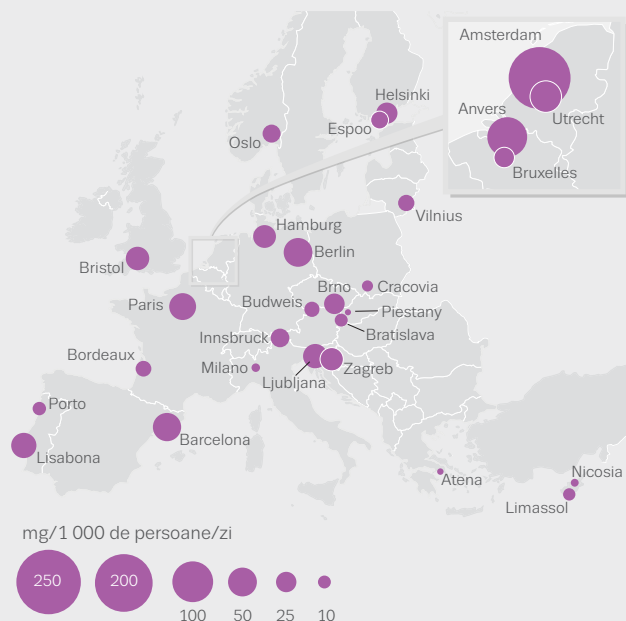 Amsterdam
Utrecht
Anvers
Bruxelles
Helsinki
Espoo
Oslo
Vilnius
Hamburg
Berlin
Bristol
Brno
Cracovia
Paris
Budweis
Piestany
Bratislava
Innsbruck
Bordeaux
Milano
Zagreb
Ljubljana
Porto
Barcelona
Lisabona
Atena
Nicosia
Limassol
mg/1 000 de persoane/zi
250
200
100
50
25
10